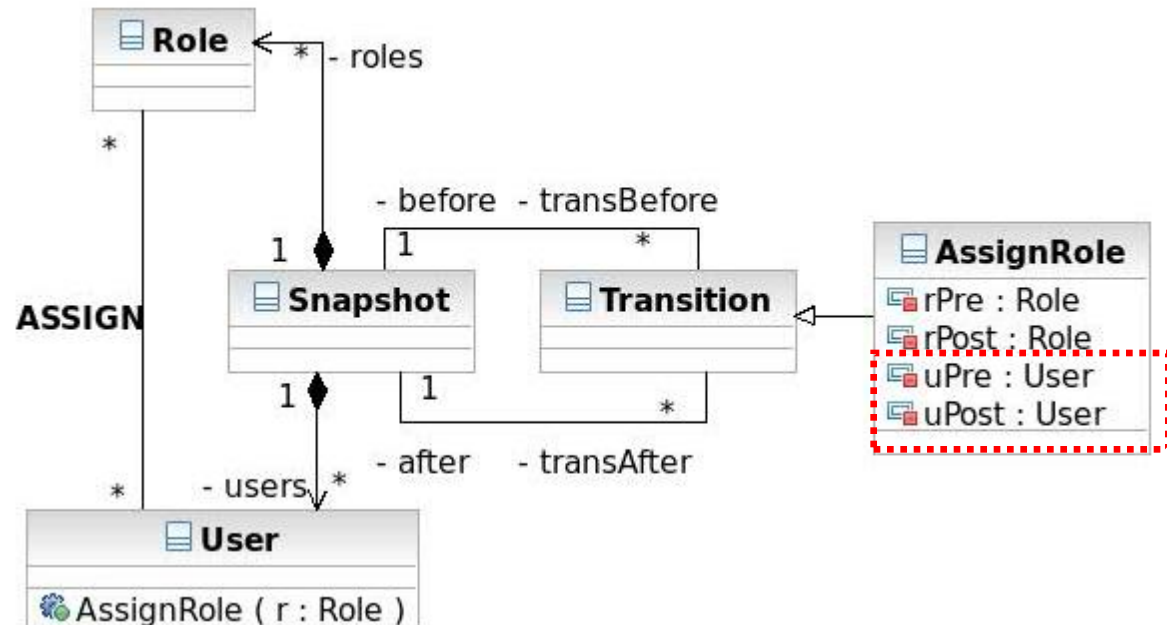 Role
* - roles
*
- before - transBefore
1 1 *
AssignRole
Snapshot
Transition
rPre : Role
rPost : Role
uPre : User
uPost : User
ASSIGN
1 1 *
- after - transAfter
* - users *
User
AssignRole ( r : Role )